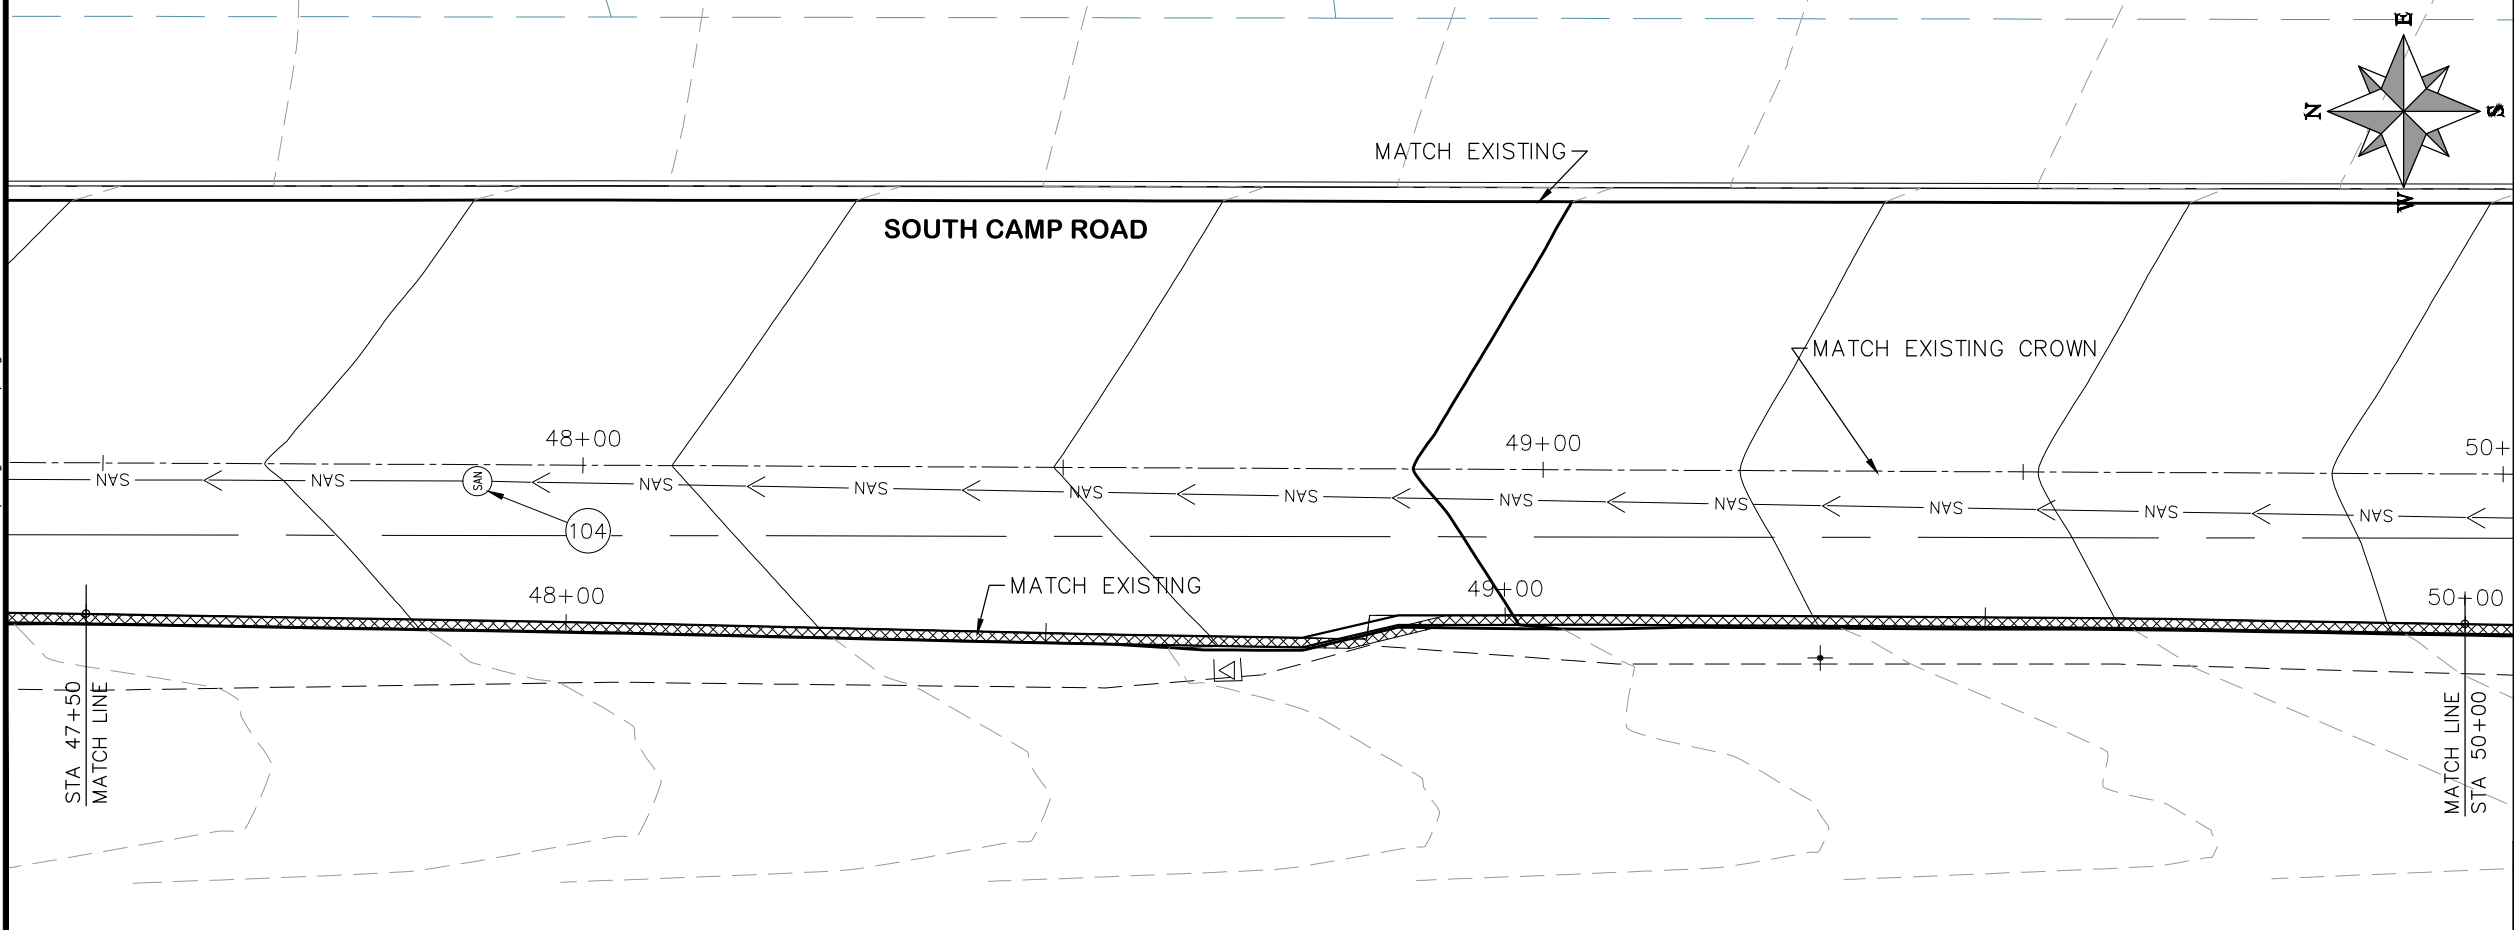 E
N
S
W
MATCH EXISTING
SOUTH CAMP ROAD
MATCH EXISTING CROWN
48+00
49+00
50+
SAN
SAN
SAN
SAN
SAN
SAN
SAN
SAN
SAN
SAN
SAN
SAN
SAN
104
MATCH EXISTING
48+00
49+00
50+00
STA 47+50
MATCH LINE
MATCH LINE
STA 50+00